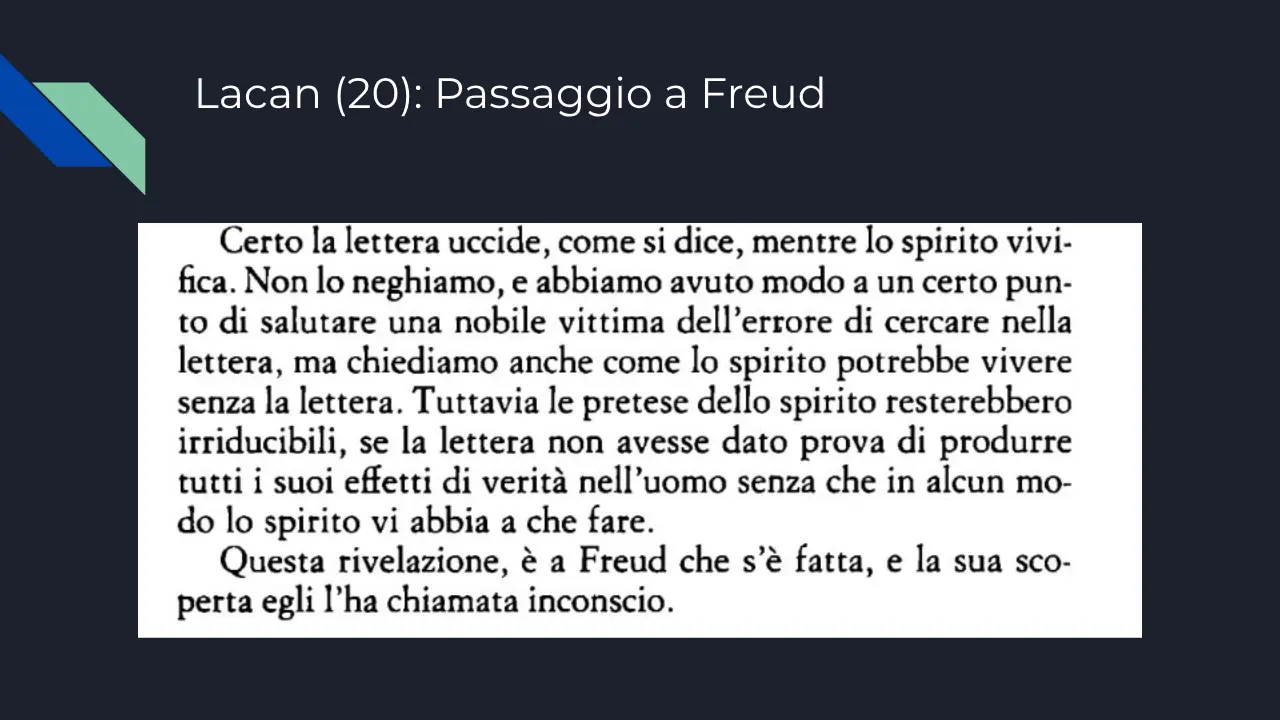 Lacan (20): Passaggio a Freud
Certo la lettera uccide, come si dice, mentre lo spirito vivi-
fica. Non lo neghiamo, e abbiamo avuto modo a un certo pun-
to di salutare una nobile vittima dell'errore di cercare nella
lettera, ma chiediamo anche come lo spirito potrebbe vivere
senza la lettera. Tuttavia le pretese dello spirito resterebbero
irriducibili, se la lettera non avesse dato prova di produrre
tutti i suoi effetti di verità nell'uomo senza che in alcun mo-
do lo spirito vi abbia a che fare.
Questa rivelazione, è a Freud che s'è fatta, e la sua sco-
perta egli l'ha chiamata inconscio.